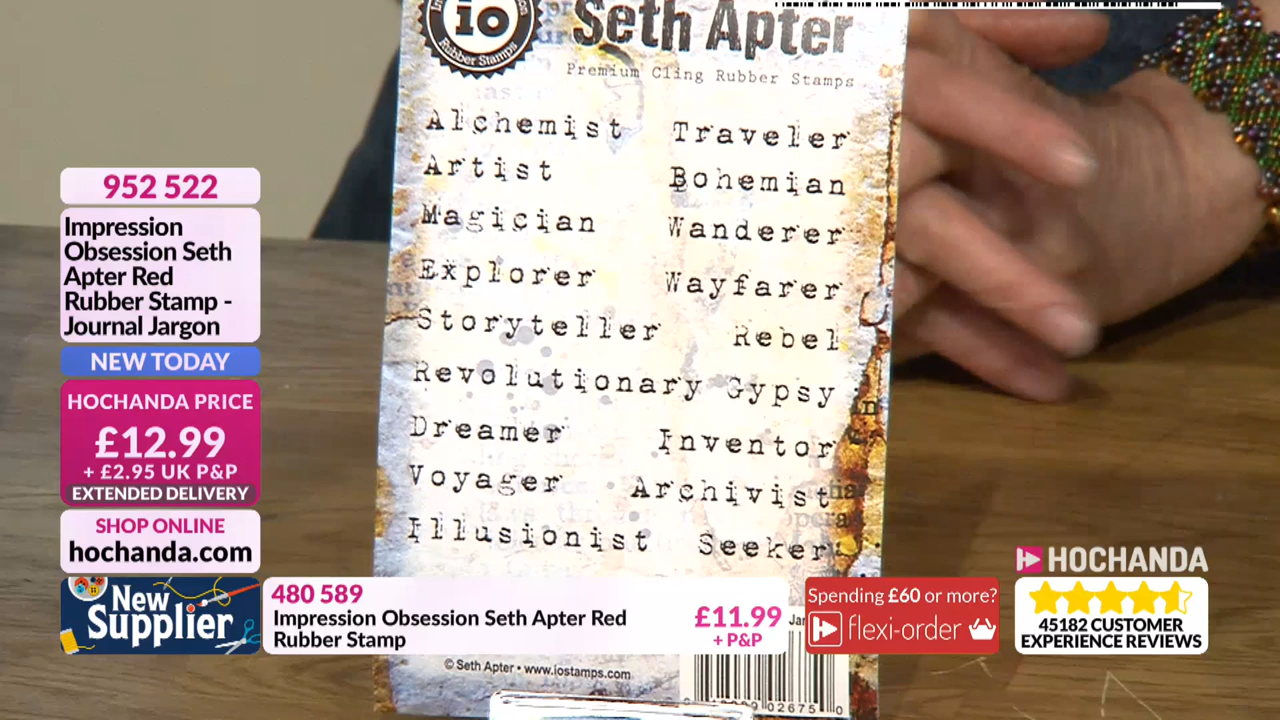 io
Rubber Stamps
Seth Apter
Premium Cling Rubber Stamps
Alchemist Traveler
Artist Bohemian
Magician Wanderer
Explorer Wayfarer
Storyteller Rebel
Revolutionary Gypsy
Dreamer Inventor
Voyager Archivist
Illusionist Seeker
© Seth Apter • www.iostamps.com
952 522
Impression
Obsession Seth
Apter Red
Rubber Stamp -
Journal Jargon
NEW TODAY
HOCHANDA PRICE
£12.99
+ £2.95 UK P&P
EXTENDED DELIVERY
SHOP ONLINE
hochanda.com
New
Supplier
480 589
Impression Obsession Seth Apter Red
Rubber Stamp
£11.99
+ P&P
Spending £60 or more?
flexi-order
HOCHANDA
45182 CUSTOMER
EXPERIENCE REVIEWS